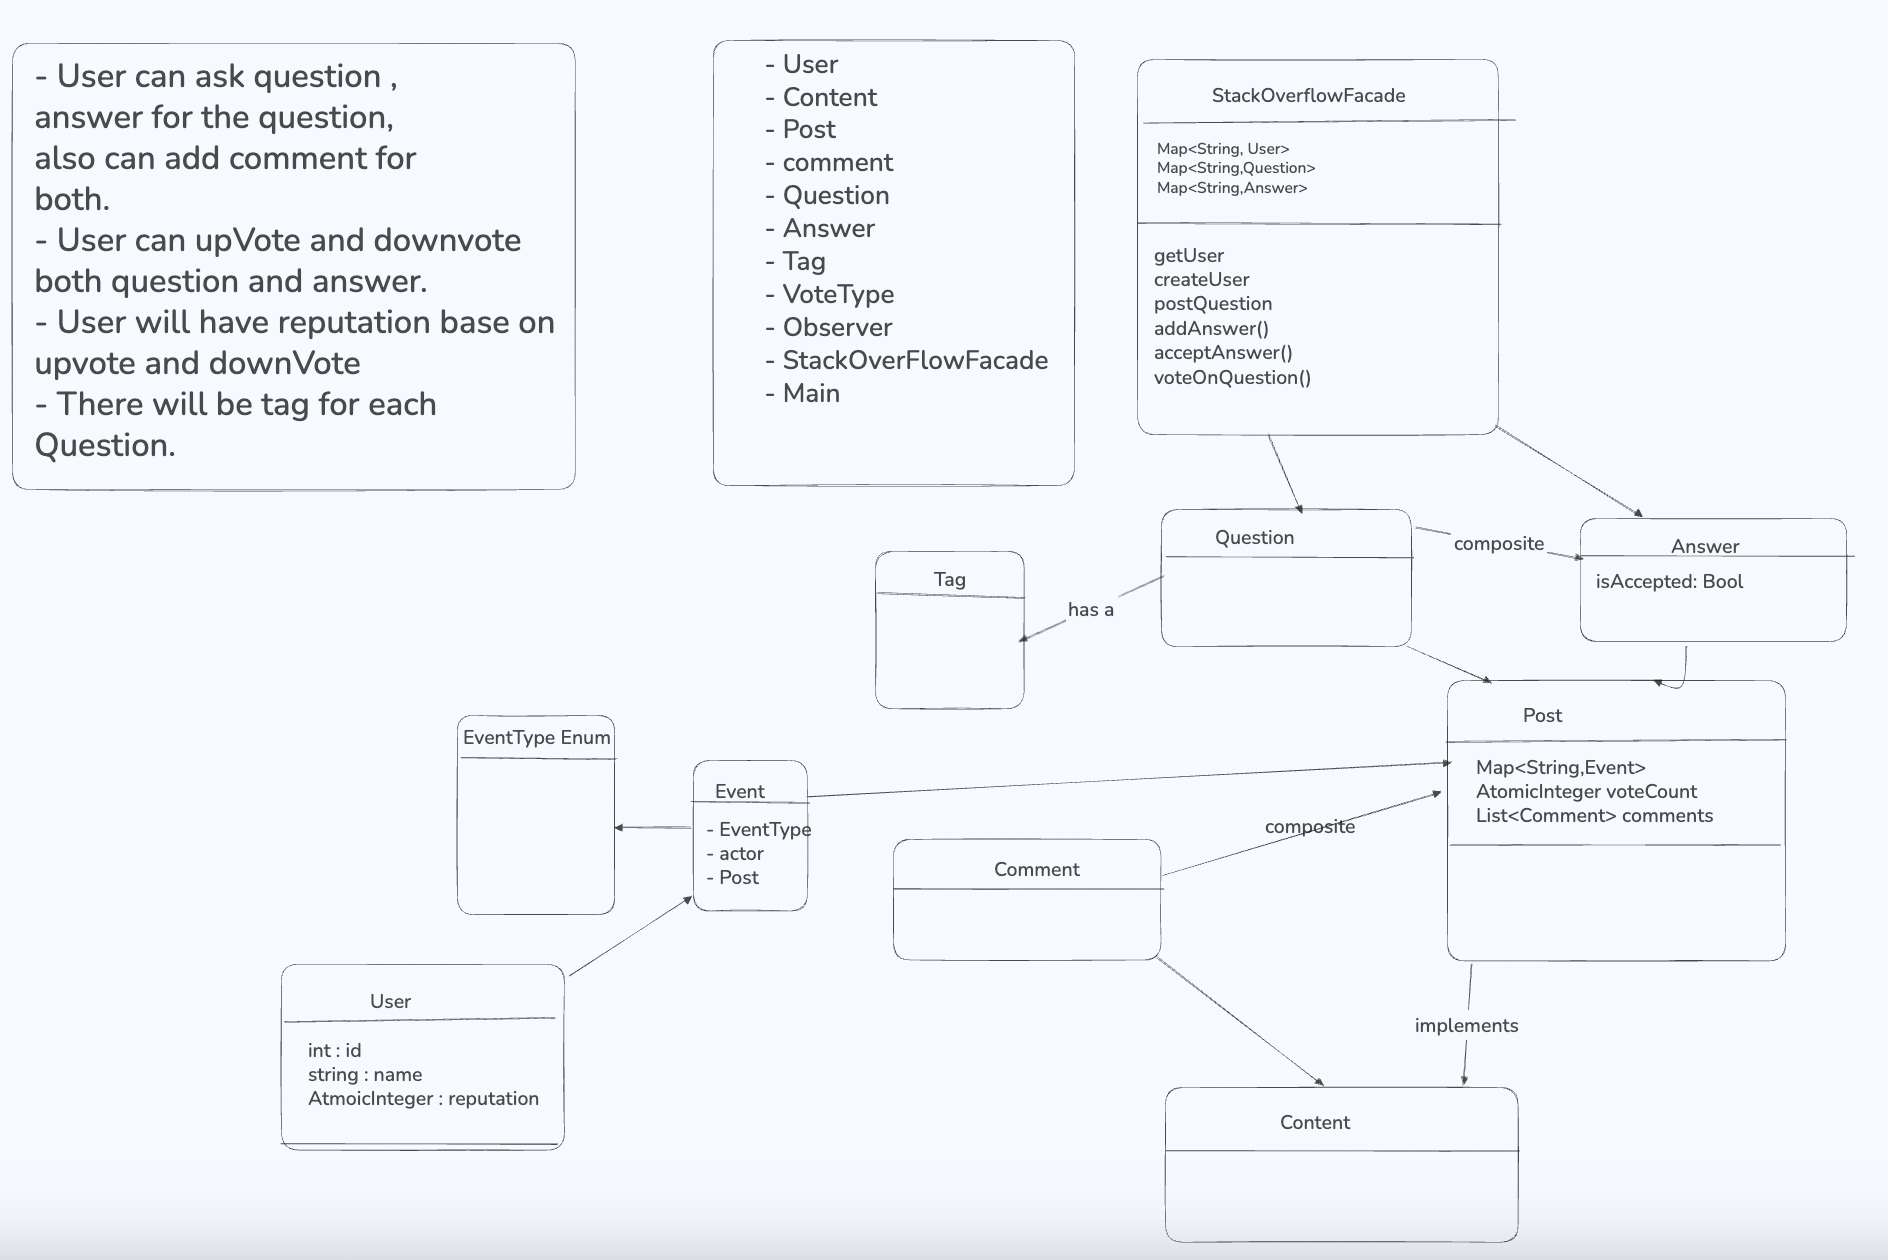 - User can ask question ,
answer for the question,
also can add comment for
both.
- User can upVote and downvote
both question and answer.
- User will have reputation base on
upvote and downVote
- There will be tag for each
Question.
- User
- Content
- Post
- comment
- Question
- Answer
- Tag
- VoteType
- Observer
- StackOverFlowFacade
- Main
StackOverflowFacade
Map<String, User>
Map<String,Question>
Map<String,Answer>
getUser
createUser
postQuestion
addAnswer()
acceptAnswer()
voteOnQuestion()
Question
composite
Answer
isAccepted: Bool
Tag
has a
Post
Map<String,Event>
AtomicInteger voteCount
List<Comment> comments
EventType Enum
Event
- EventType
- actor
- Post
composite
Comment
User
int : id
string : name
AtmoicInteger : reputation
implements
Content